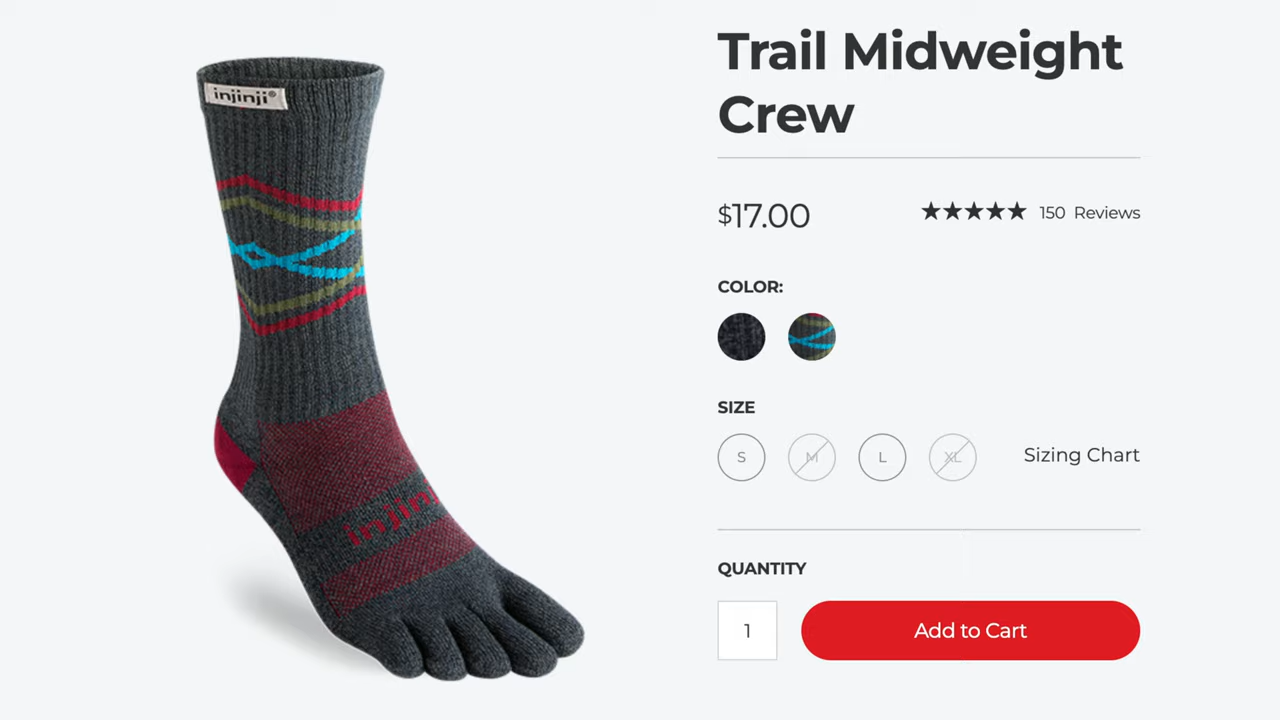 injinji®
injinji
Trail Midweight
Crew
$17.00
★★★★★ 150 Reviews
COLOR:
SIZE
S M L XL Sizing Chart
QUANTITY
1 Add to Cart